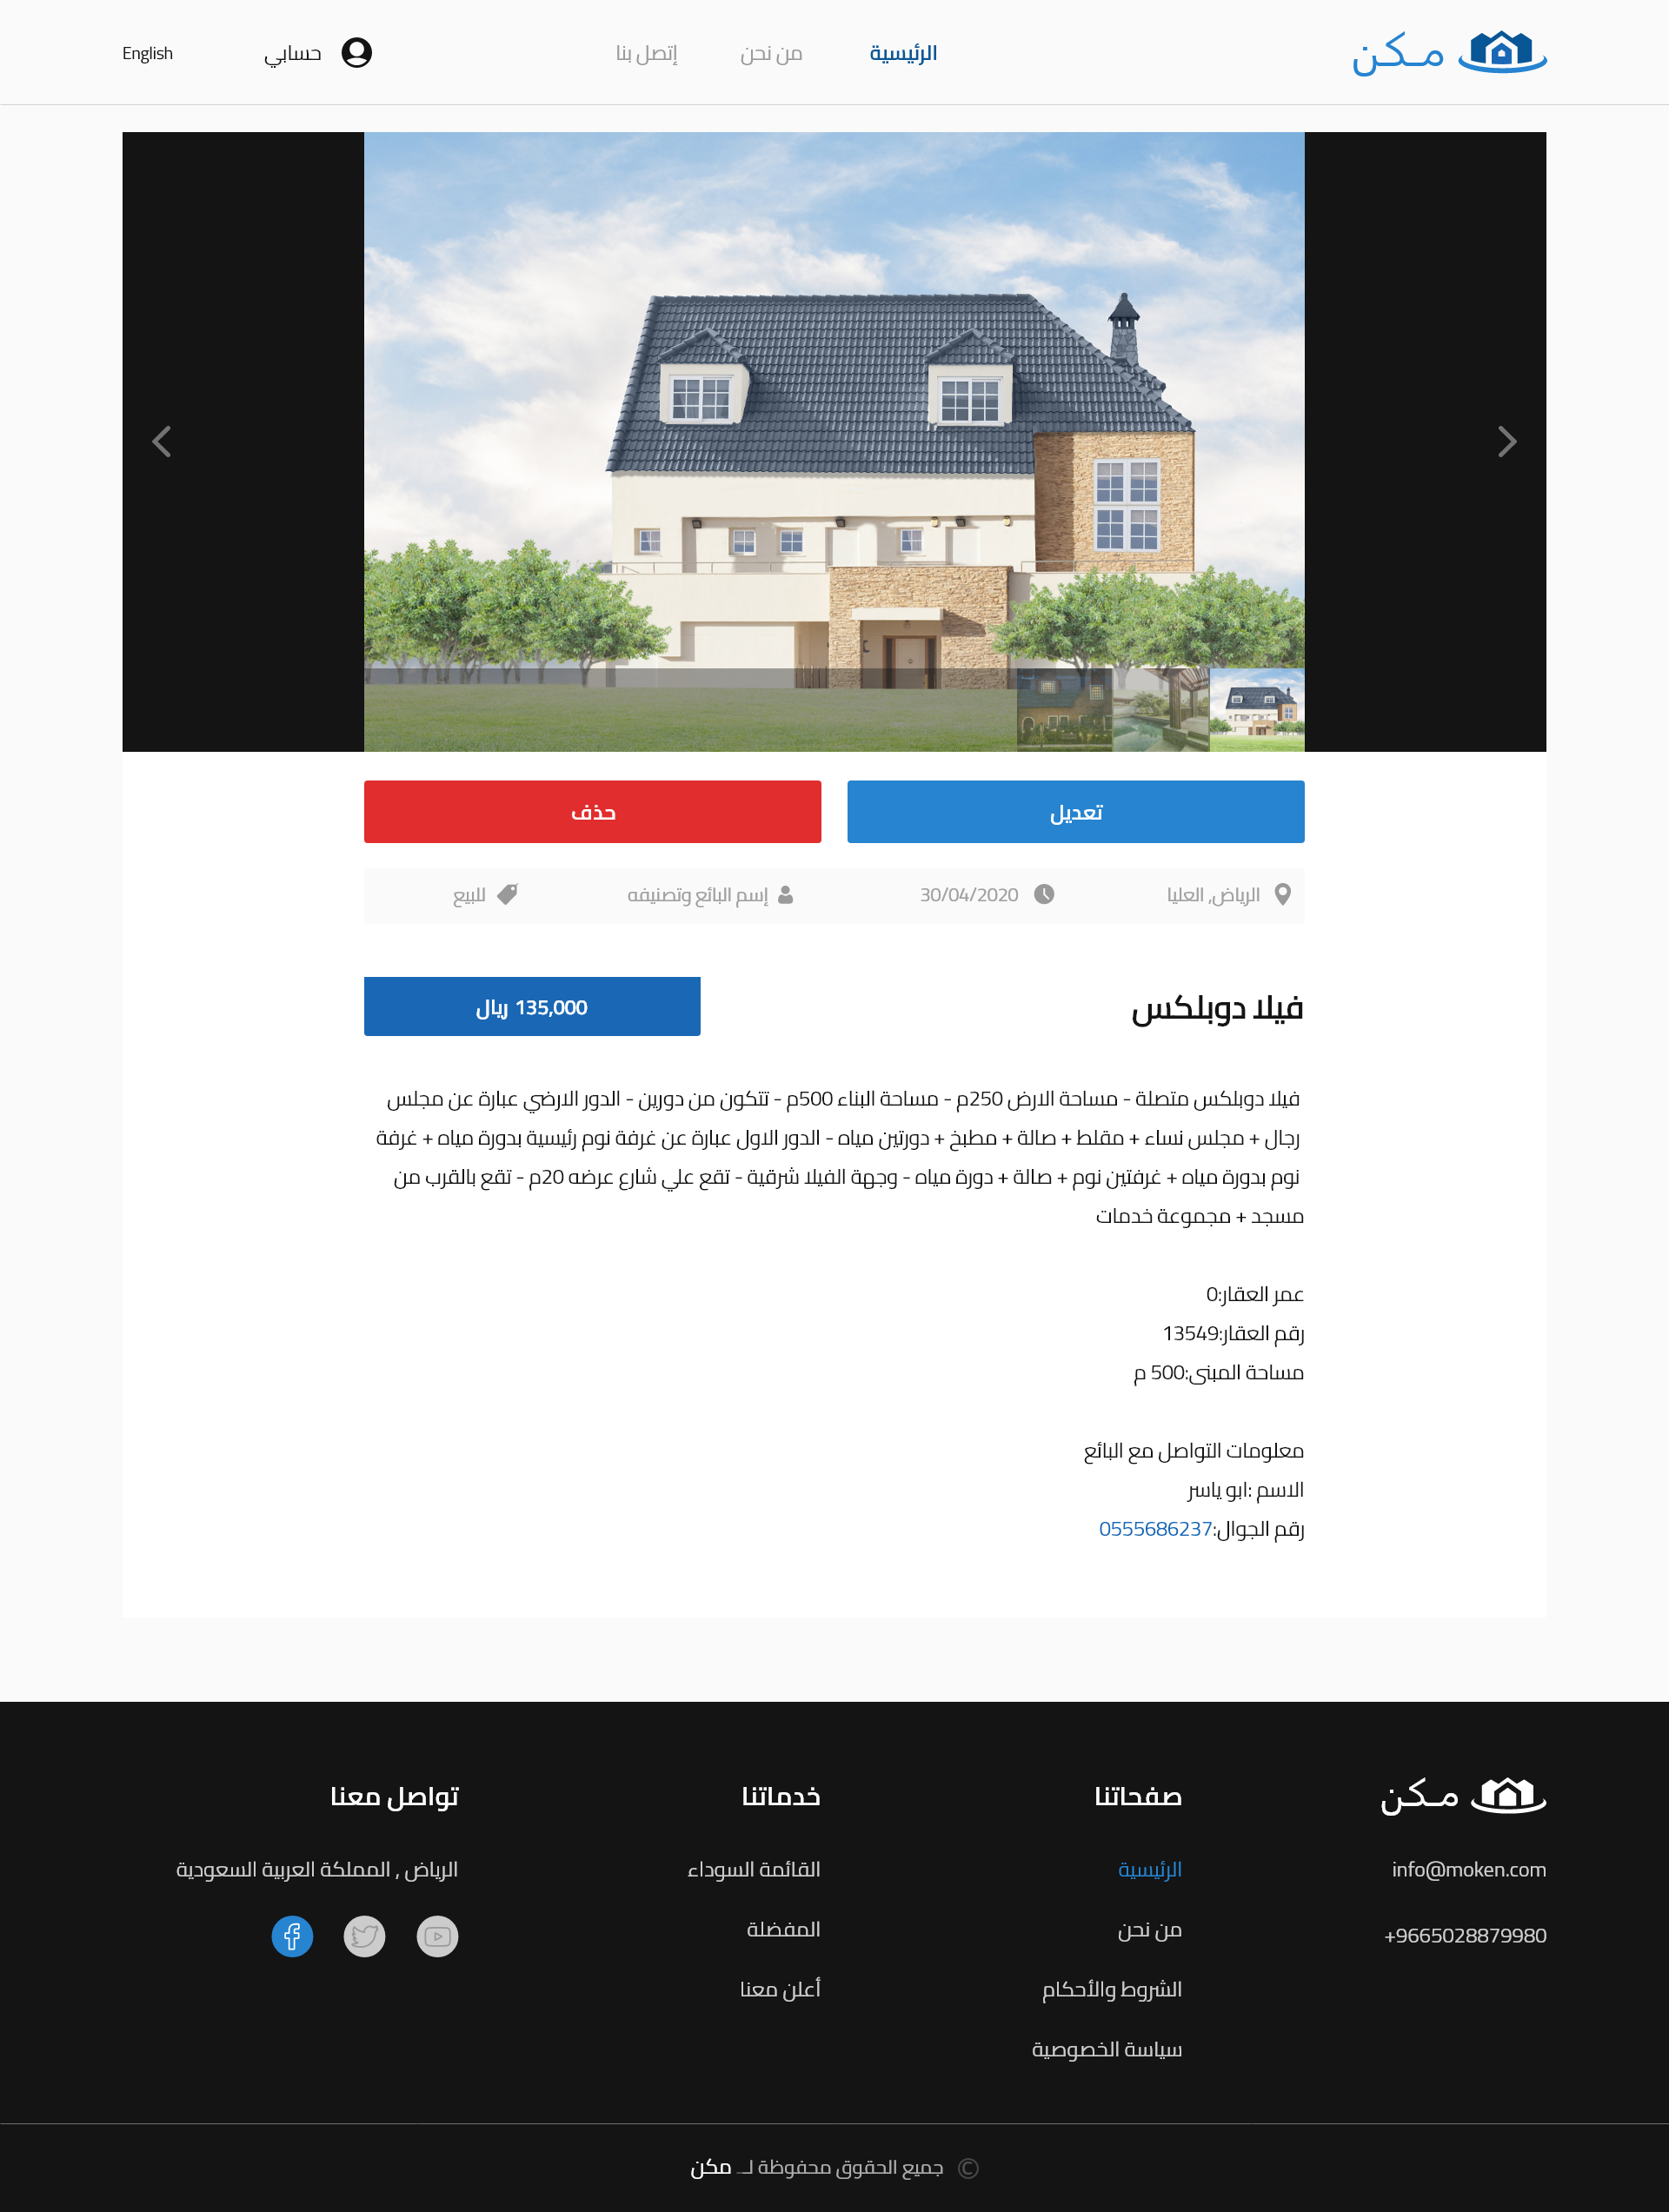 مـكـن
الرئيسية
من نحن
إتصل بنا
حسابي
English
تعديل
حذف
الرياض, العليا
30/04/2020
إسم البائع وتصنيفه
للبيع
فيلا دوبلكس
135,000 ريال
فيلا دوبلكس متصلة - مساحة الارض 250م - مساحة البناء 500م - تتكون من دورين - الدور الارضي عبارة عن مجلس
رجال + مجلس نساء + مقلط + صالة + مطبخ + دورتين مياه - الدور الاول عبارة عن غرفة نوم رئيسية بدورة مياه + غرفة
نوم بدورة مياه + غرفتين نوم + صالة + دورة مياه - وجهة الفيلا شرقية - تقع علي شارع عرضه 20م - تقع بالقرب من
مسجد + مجموعة خدمات
عمر العقار:0
رقم العقار:13549
مساحة المبنى:500 م
معلومات التواصل مع البائع
الاسم :ابو ياسر
رقم الجوال:0555686237
مـكـن
info@moken.com
+9665028879980
صفحاتنا
الرئيسية
من نحن
الشروط والأحكام
سياسة الخصوصية
خدماتنا
القائمة السوداء
المفضلة
أعلن معنا
تواصل معنا
الرياض , المملكة العربية السعودية
© جميع الحقوق محفوظة لـ مكن